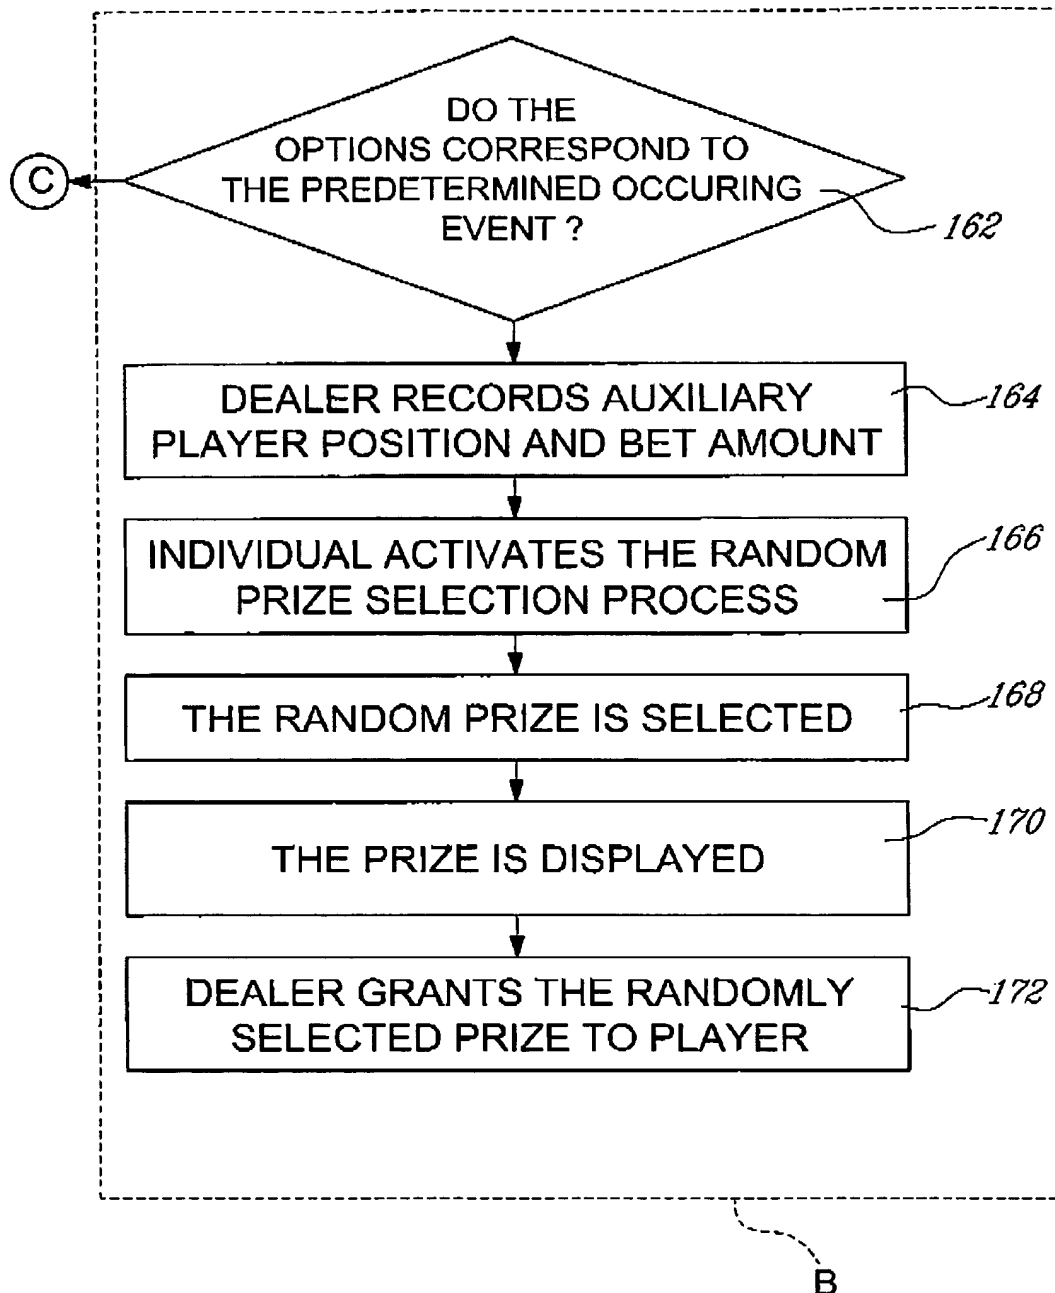 DO THE
OPTIONS CORRESPOND TO
THE PREDETERMINED OCCURING
EVENT ?
C
162
DEALER RECORDS AUXILIARY
PLAYER POSITION AND BET AMOUNT
164
INDIVIDUAL ACTIVATES THE RANDOM
PRIZE SELECTION PROCESS
166
THE RANDOM PRIZE IS SELECTED
168
THE PRIZE IS DISPLAYED
170
DEALER GRANTS THE RANDOMLY
SELECTED PRIZE TO PLAYER
172
B